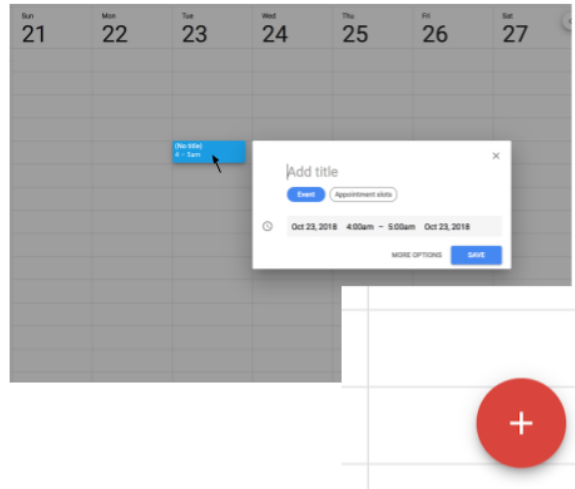 Sun Mon Tue Wed Thu Fri Sat
21 22 23 24 25 26 27
(No title)
4 – 5am
Add title
Event Appointment slots
Oct 23, 2018 4:00am – 5:00am Oct 23, 2018
MORE OPTIONS SAVE